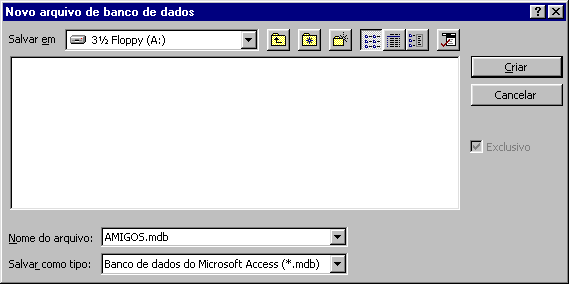 Novo arquivo de banco de dados
Salvar em 3½ Floppy (A:)
Criar
Cancelar
Exclusivo
Nome do arquivo: AMIGOS.mdb
Salvar como tipo: Banco de dados do Microsoft Access (*.mdb)